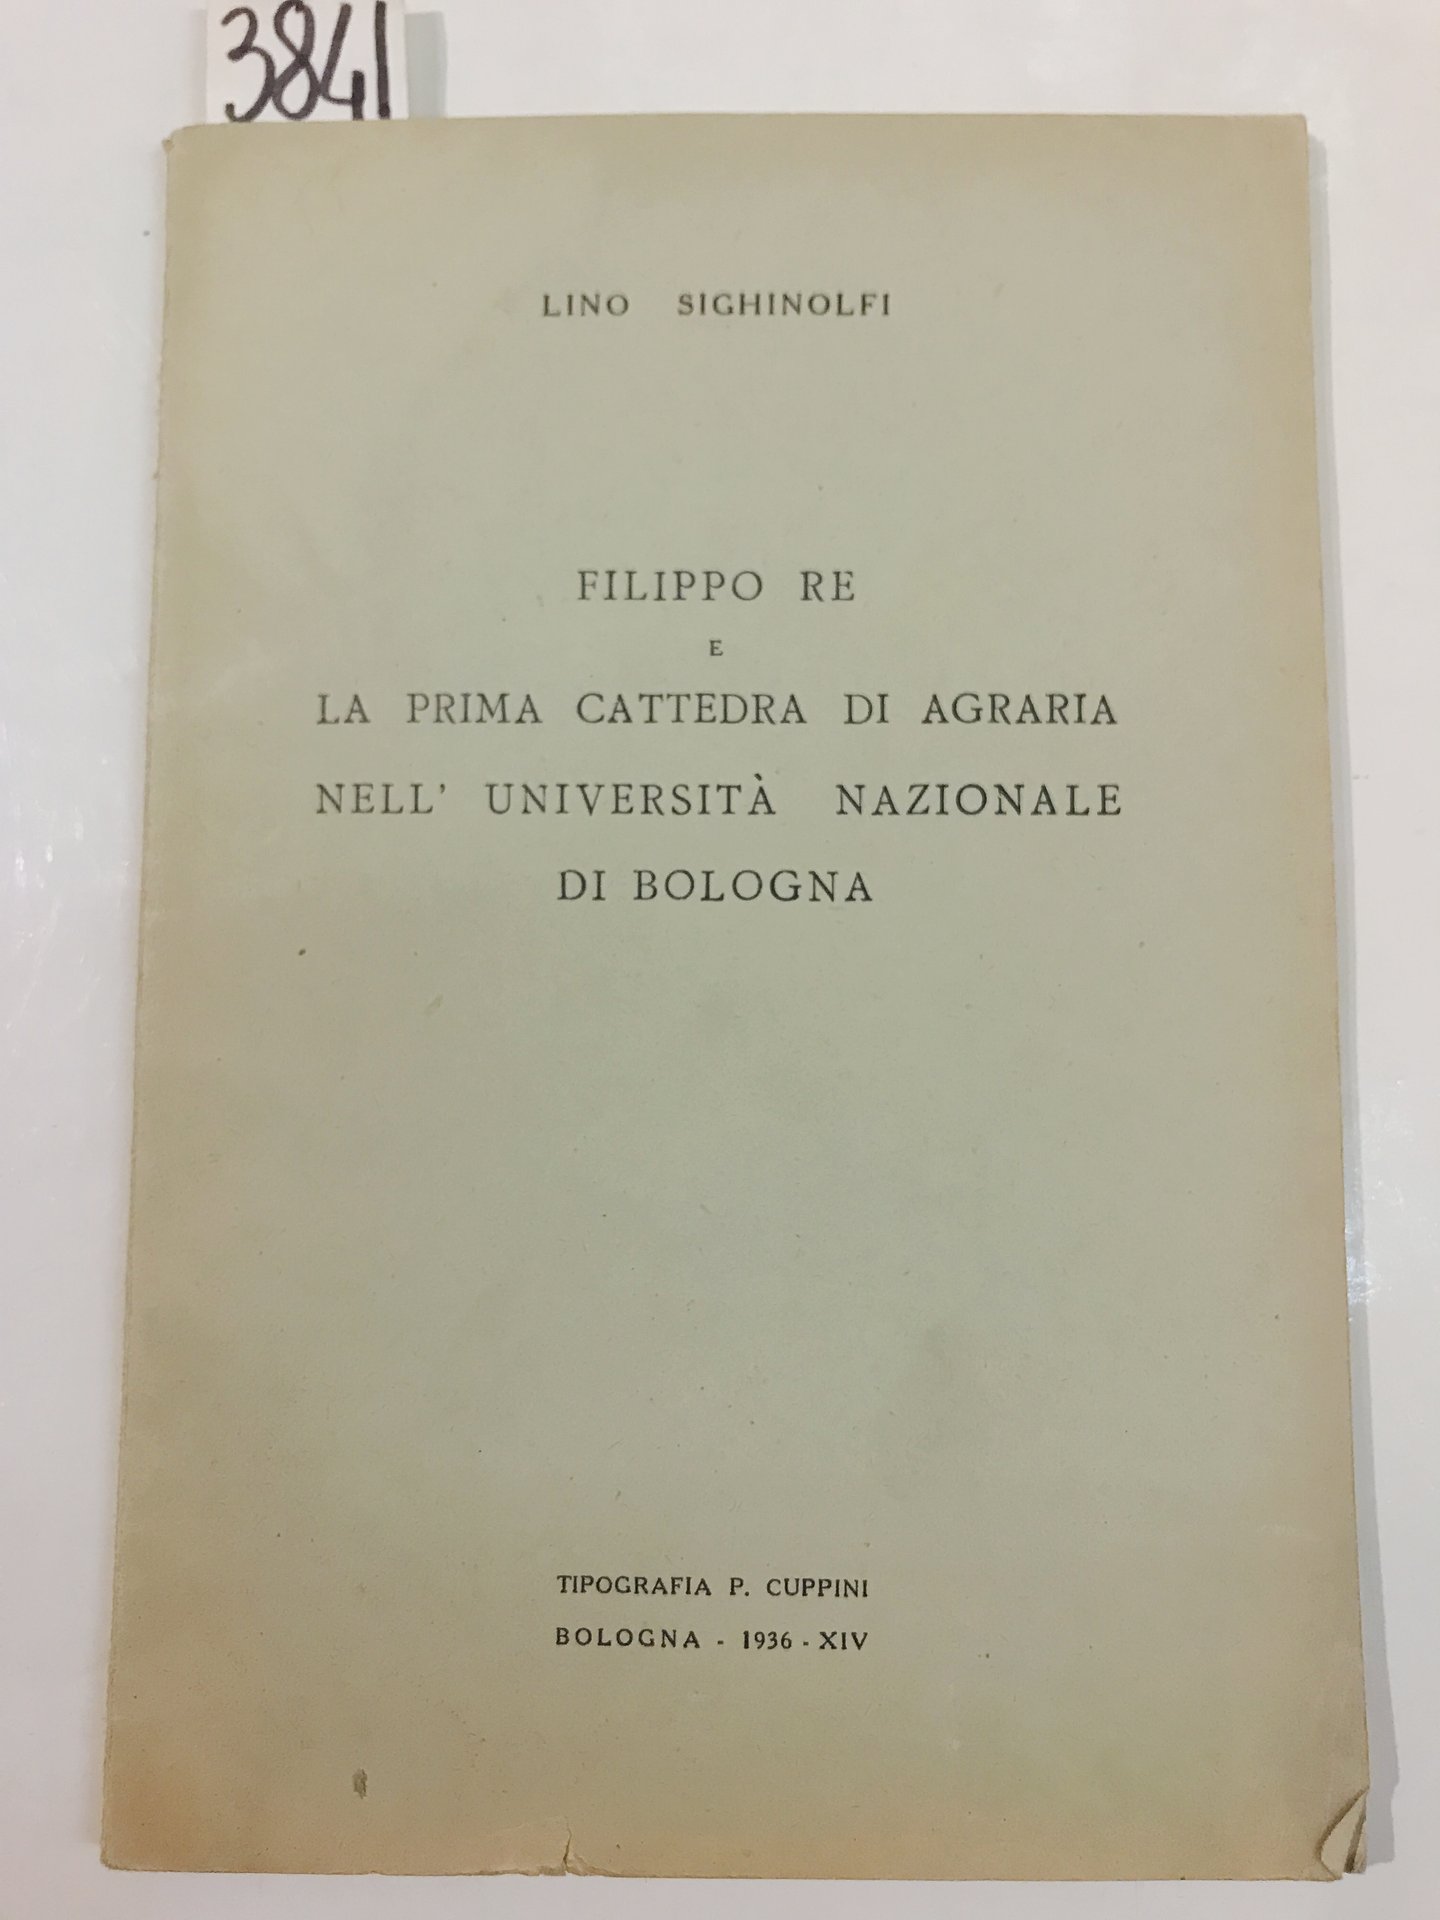 3841
LINO SIGHINOLFI
FILIPPO RE
E
LA PRIMA CATTEDRA DI AGRARIA
NELL' UNIVERSITÀ NAZIONALE
DI BOLOGNA
TIPOGRAFIA P. CUPPINI
BOLOGNA - 1936 - XIV